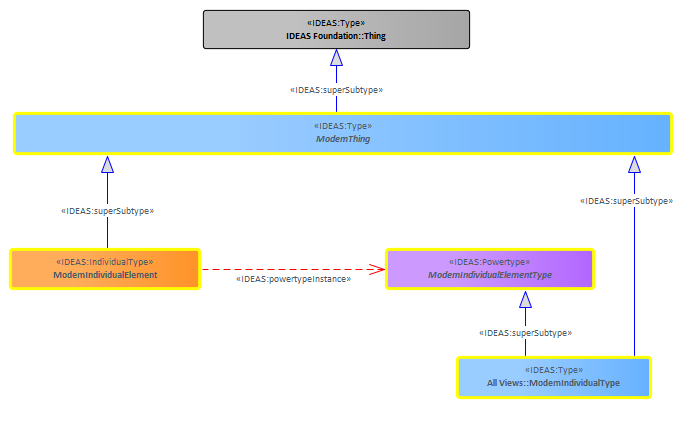 «IDEAS:Type»
IDEAS Foundation::Thing
«IDEAS:superSubtype»
«IDEAS:Type»
ModemThing
«IDEAS:superSubtype»
«IDEAS:superSubtype»
«IDEAS:IndividualType»
ModemIndividualElement
«IDEAS:Powertype»
ModemIndividualElementType
«IDEAS:powertypeInstance»
«IDEAS:superSubtype»
«IDEAS:Type»
All Views::ModemIndividualType